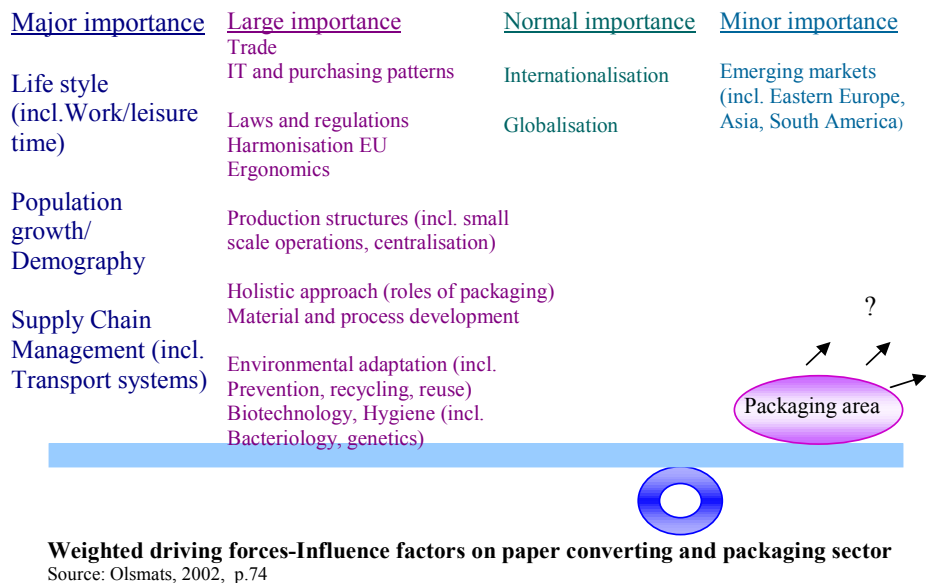 Major importance
Life style
(incl.Work/leisure
time)
Population
growth/
Demography
Supply Chain
Management (incl.
Transport systems)
Large importance
Trade
IT and purchasing patterns
Laws and regulations
Harmonisation EU
Ergonomics
Production structures (incl. small
scale operations, centralisation)
Holistic approach (roles of packaging)
Material and process development
Environmental adaptation (incl.
Prevention, recycling, reuse)
Biotechnology, Hygiene (incl.
Bacteriology, genetics)
Normal importance
Internationalisation
Globalisation
Minor importance
Emerging markets
(incl. Eastern Europe,
Asia, South America)
?
Packaging area
Weighted driving forces-Influence factors on paper converting and packaging sector
Source: Olsmats, 2002, p.74